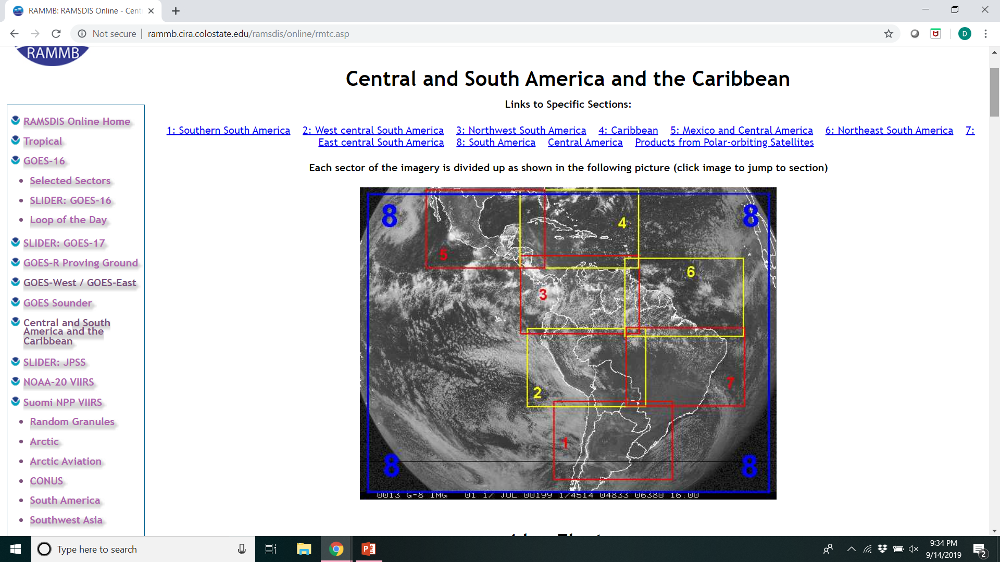 RAMMB: RAMSDIS Online - Cent
Not secure | rammb.cira.colostate.edu/ramsdis/online/rmtc.asp
D
RAMMB
Central and South America and the Caribbean
Links to Specific Sections:
1: Southern South America 2: West central South America 3: Northwest South America 4: Caribbean 5: Mexico and Central America 6: Northeast South America 7:
East central South America 8: South America Central America Products from Polar-orbiting Satellites
Each sector of the imagery is divided up as shown in the following picture (click image to jump to section)
RAMSDIS Online Home
Tropical
GOES-16
Selected Sectors
SLIDER: GOES-16
Loop of the Day
SLIDER: GOES-17
GOES-R Proving Ground
GOES-West / GOES-East
GOES Sounder
Central and South
America and the
Caribbean
SLIDER: JPSS
NOAA-20 VIIRS
Suomi NPP VIIRS
Random Granules
Arctic
Arctic Aviation
CONUS
South America
Southwest Asia
8
8
4
5
6
3
2
7
1
8
8
0013 G-8 IMG 01 17 JUL 00199 174514 04833 06380 16.00
Type here to search
9:34 PM
9/14/2019
2